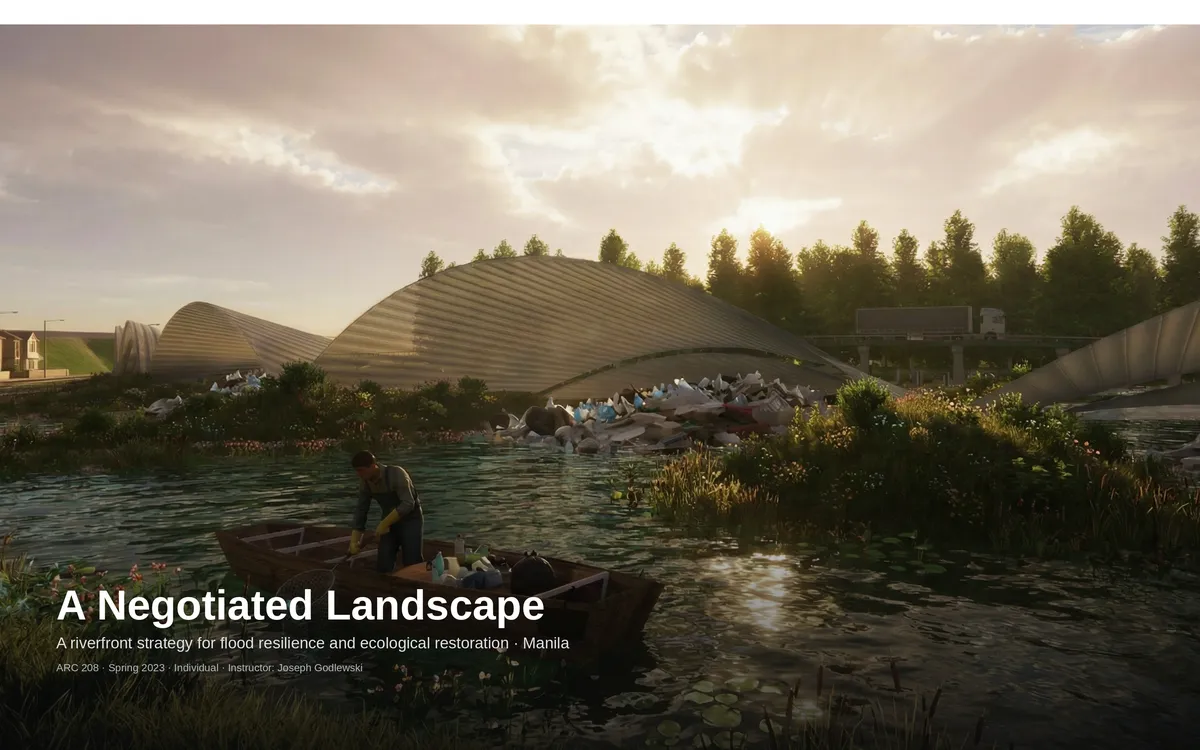 A Negotiated Landscape
A riverfront strategy for flood resilience and ecological restoration · Manila
ARC 208 · Spring 2023 · Individual · Instructor: Joseph Godlewski